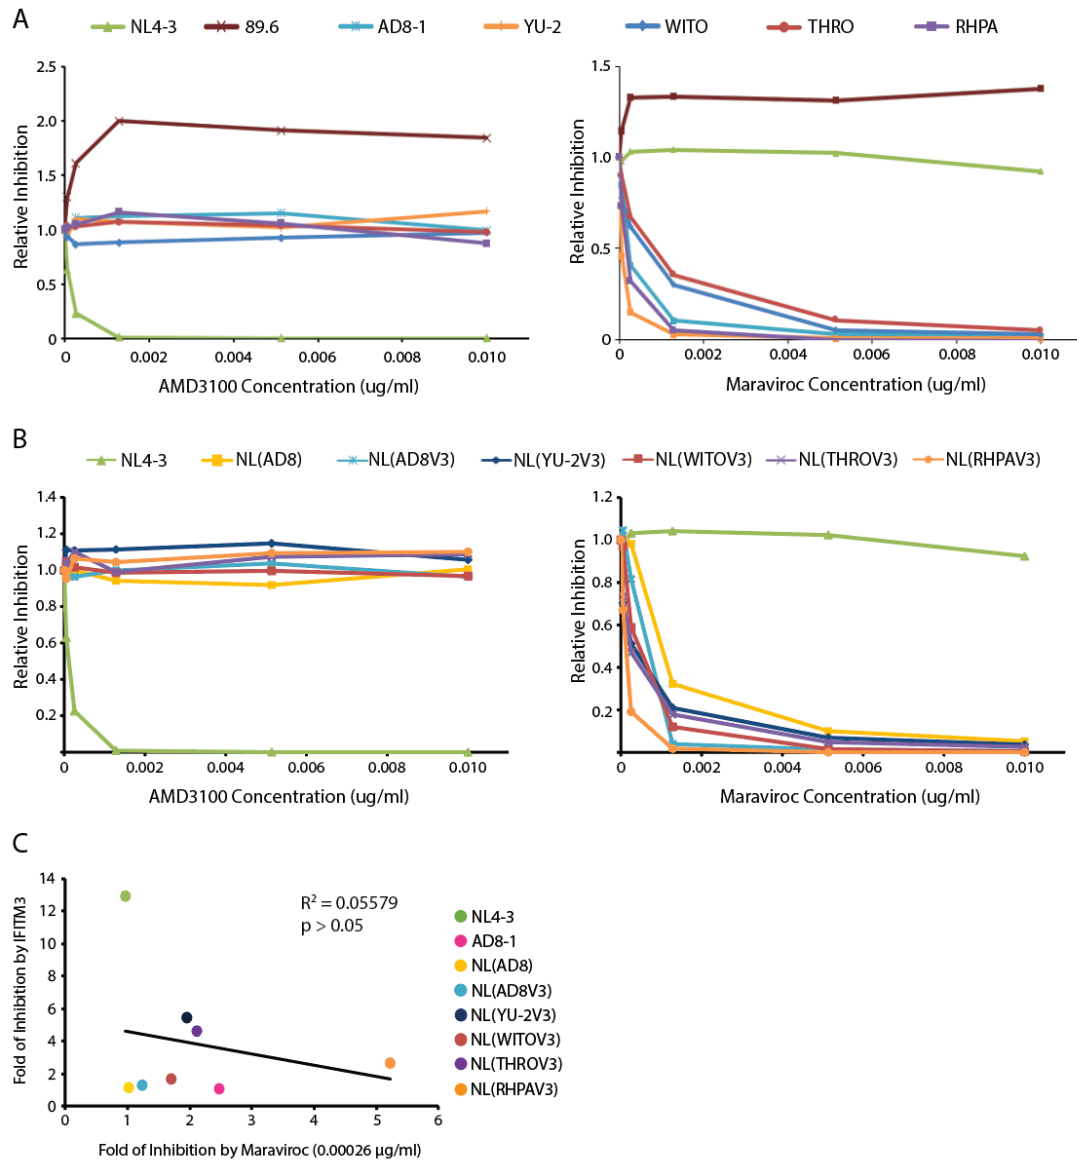 A
NL4-3 89.6 AD8-1 YU-2 WITO THRO RHPA
2.5
2.0
1.5
1.0
0.5
0
Relative Inhibition
0 0.002 0.004 0.006 0.008 0.010
AMD3100 Concentration (ug/ml)
1.5
1.0
0.5
0
Relative Inhibition
0 0.002 0.004 0.006 0.008 0.010
Maraviroc Concentration (ug/ml)
B
NL4-3 NL(AD8) NL(AD8V3) NL(YU-2V3) NL(WITOV3) NL(THROV3) NL(RHPAV3)
1.4
1.2
1.0
0.8
0.6
0.4
0.2
Relative Inhibition
0 0.002 0.004 0.006 0.008 0.010
AMD3100 Concentration (ug/ml)
1.2
1.0
0.8
0.6
0.4
0.2
Relative Inhibition
0 0.002 0.004 0.006 0.008 0.010
Maraviroc Concentration (ug/ml)
C
14
12
10
8
6
4
2
0
Fold of Inhibition by IFITM3
R² = 0.05579
p > 0.05
0 1 2 3 4 5 6
Fold of Inhibition by Maraviroc (0.00026 µg/ml)
NL4-3
AD8-1
NL(AD8)
NL(AD8V3)
NL(YU-2V3)
NL(WITOV3)
NL(THROV3)
NL(RHPAV3)